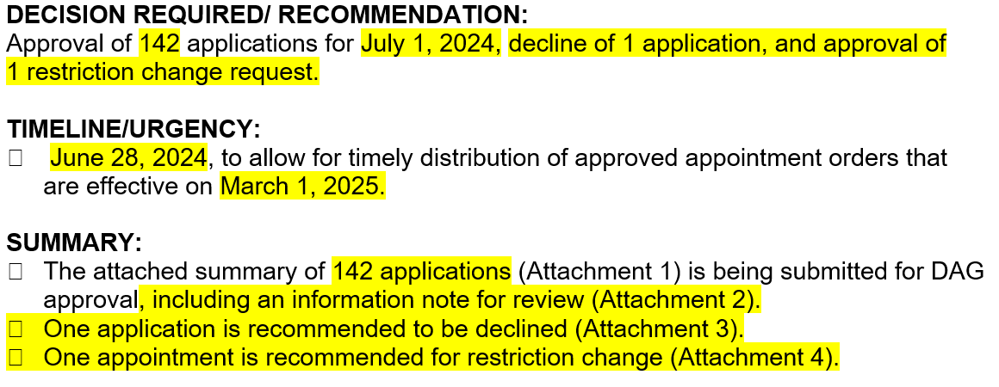 DECISION REQUIRED/ RECOMMENDATION:
Approval of 142 applications for July 1, 2024, decline of 1 application, and approval of
1 restriction change request.
TIMELINE/URGENCY:
☐ June 28, 2024, to allow for timely distribution of approved appointment orders that
are effective on March 1, 2025.
SUMMARY:
☐ The attached summary of 142 applications (Attachment 1) is being submitted for DAG
approval, including an information note for review (Attachment 2).
☐ One application is recommended to be declined (Attachment 3).
☐ One appointment is recommended for restriction change (Attachment 4).